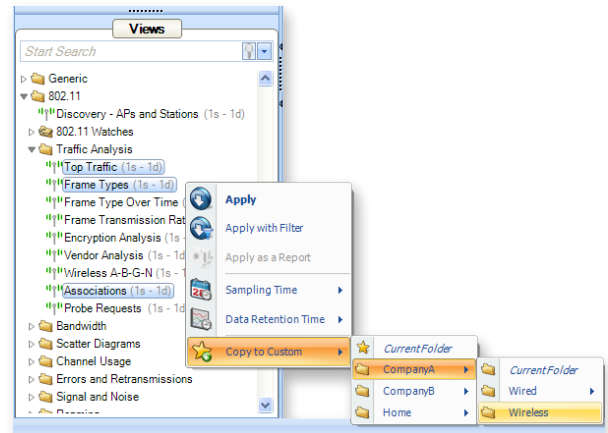 Views
Start Search
Generic
802.11
Discovery - APs and Stations (1s - 1d)
802.11 Watches
Traffic Analysis
Top Traffic (1s - 1d)
Frame Types (1s - 1d)
Frame Type Over Time (
Frame Transmission Rat
Encryption Analysis (1s -
Vendor Analysis (1s - 1d
Wireless A-B-G-N (1s - 1
Associations (1s - 1d)
Probe Requests (1s - 1d)
Bandwidth
Scatter Diagrams
Channel Usage
Errors and Retransmissions
Signal and Noise
Apply
Apply with Filter
Apply as a Report
Sampling Time
Data Retention Time
Copy to Custom
CurrentFolder
CompanyA
CompanyB
Home
CurrentFolder
Wired
Wireless